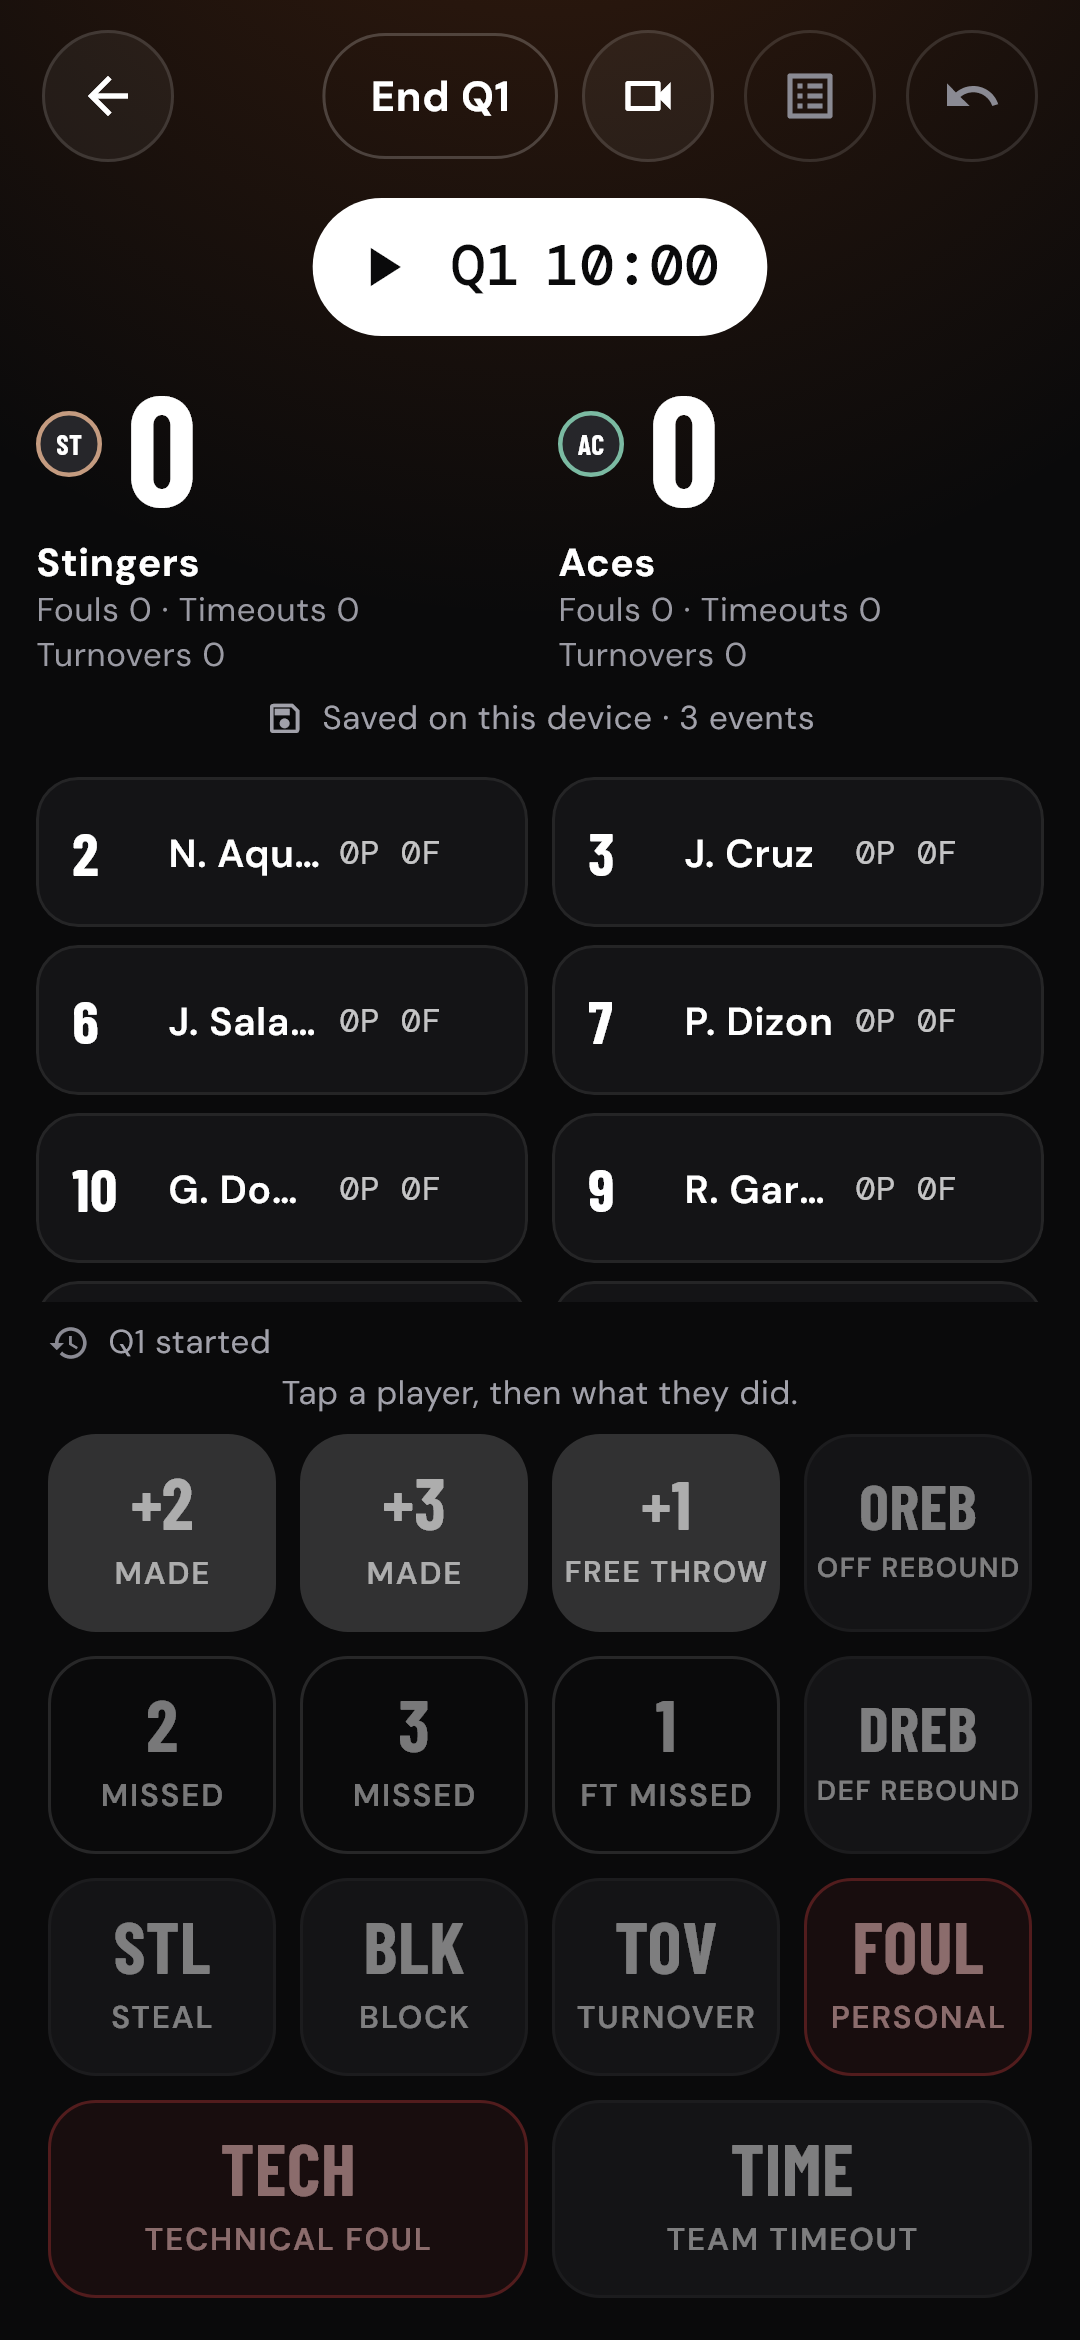 End Q1
Q1 10:00
ST 0
AC 0
Stingers
Fouls 0 · Timeouts 0
Turnovers 0
Aces
Fouls 0 · Timeouts 0
Turnovers 0
Saved on this device · 3 events
2 N. Aqu... 0P 0F
3 J. Cruz 0P 0F
6 J. Sala... 0P 0F
7 P. Dizon 0P 0F
10 G. Do... 0P 0F
9 R. Gar... 0P 0F
Q1 started
Tap a player, then what they did.
+2
MADE
+3
MADE
+1
FREE THROW
OREB
OFF REBOUND
2
MISSED
3
MISSED
1
FT MISSED
DREB
DEF REBOUND
STL
STEAL
BLK
BLOCK
TOV
TURNOVER
FOUL
PERSONAL
TECH
TECHNICAL FOUL
TIME
TEAM TIMEOUT